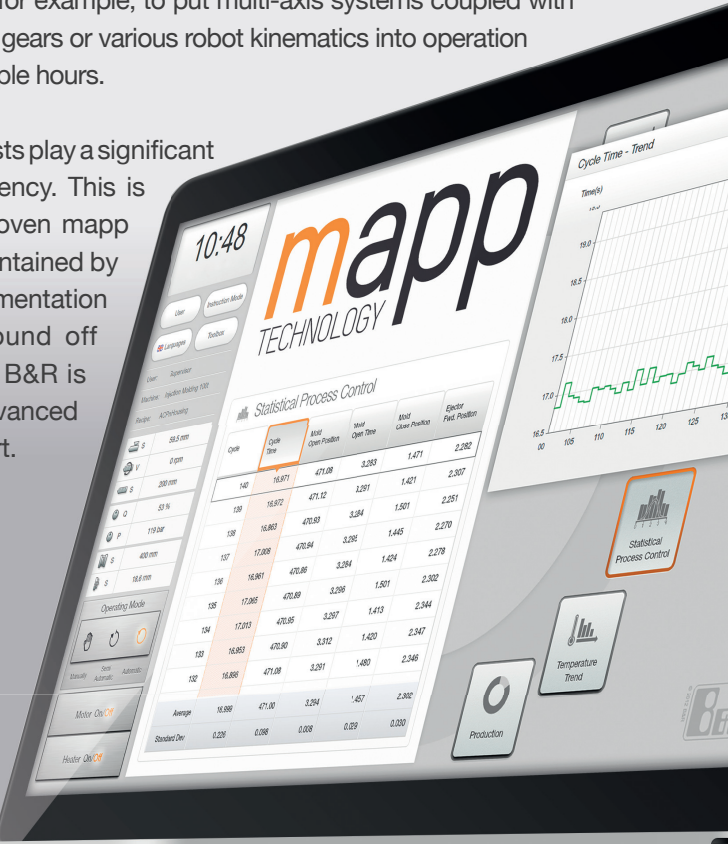 for example, to put multi-axis systems coupled with
gears or various robot kinematics into operation
ble hours.
sts play a significant
ency. This is
oven mapp
ntained by
mentation
ound off
B&R is
vanced
rt.
10:48
User
Instruction Mode
Languages
Toolbox
User: Supervisor
Machine: Injection Molding 100t
Recipe: ACPnHousing
S 59.5 mm
V 0 rpm
S 200 mm
Q 53 %
P 119 bar
S 400 mm
S 18,6 mm
Operating Mode
Manually
Semi Automatic
Automatic
Motor On/Off
Heater On/Off
mapp
TECHNOLOGY
Statistical Process Control
Cycle
Cycle Time
Mold Open Position
Mold Open Time
Mold Close Position
Ejector Fwd. Position
140 16.971 471.08 3.283 1.471 2.282
139 16.972 471.12 3.291 1.421 2.307
138 16.863 470.93 3.284 1.501 2.251
137 17.008 470.94 3.295 1.445 2.270
136 16.961 470.86 3.284 1.424 2.278
135 17.065 470.89 3.296 1.501 2.302
134 17.013 470.95 3.297 1.413 2.344
133 16.953 470.90 3.312 1.420 2.347
132 16.866 471.08 3.291 1.480 2.346
Average 16.999 471.00 3.294 1.457 2.302
Standard Dev 0.226 0.098 0.008 0.029 0.030
Cycle Time - Trend
Time(s)
19.0
18.5
18.0
17.5
17.0
16.5
00 105 110 115 120 125 130
Statistical
Process Control
Temperature
Trend
Production